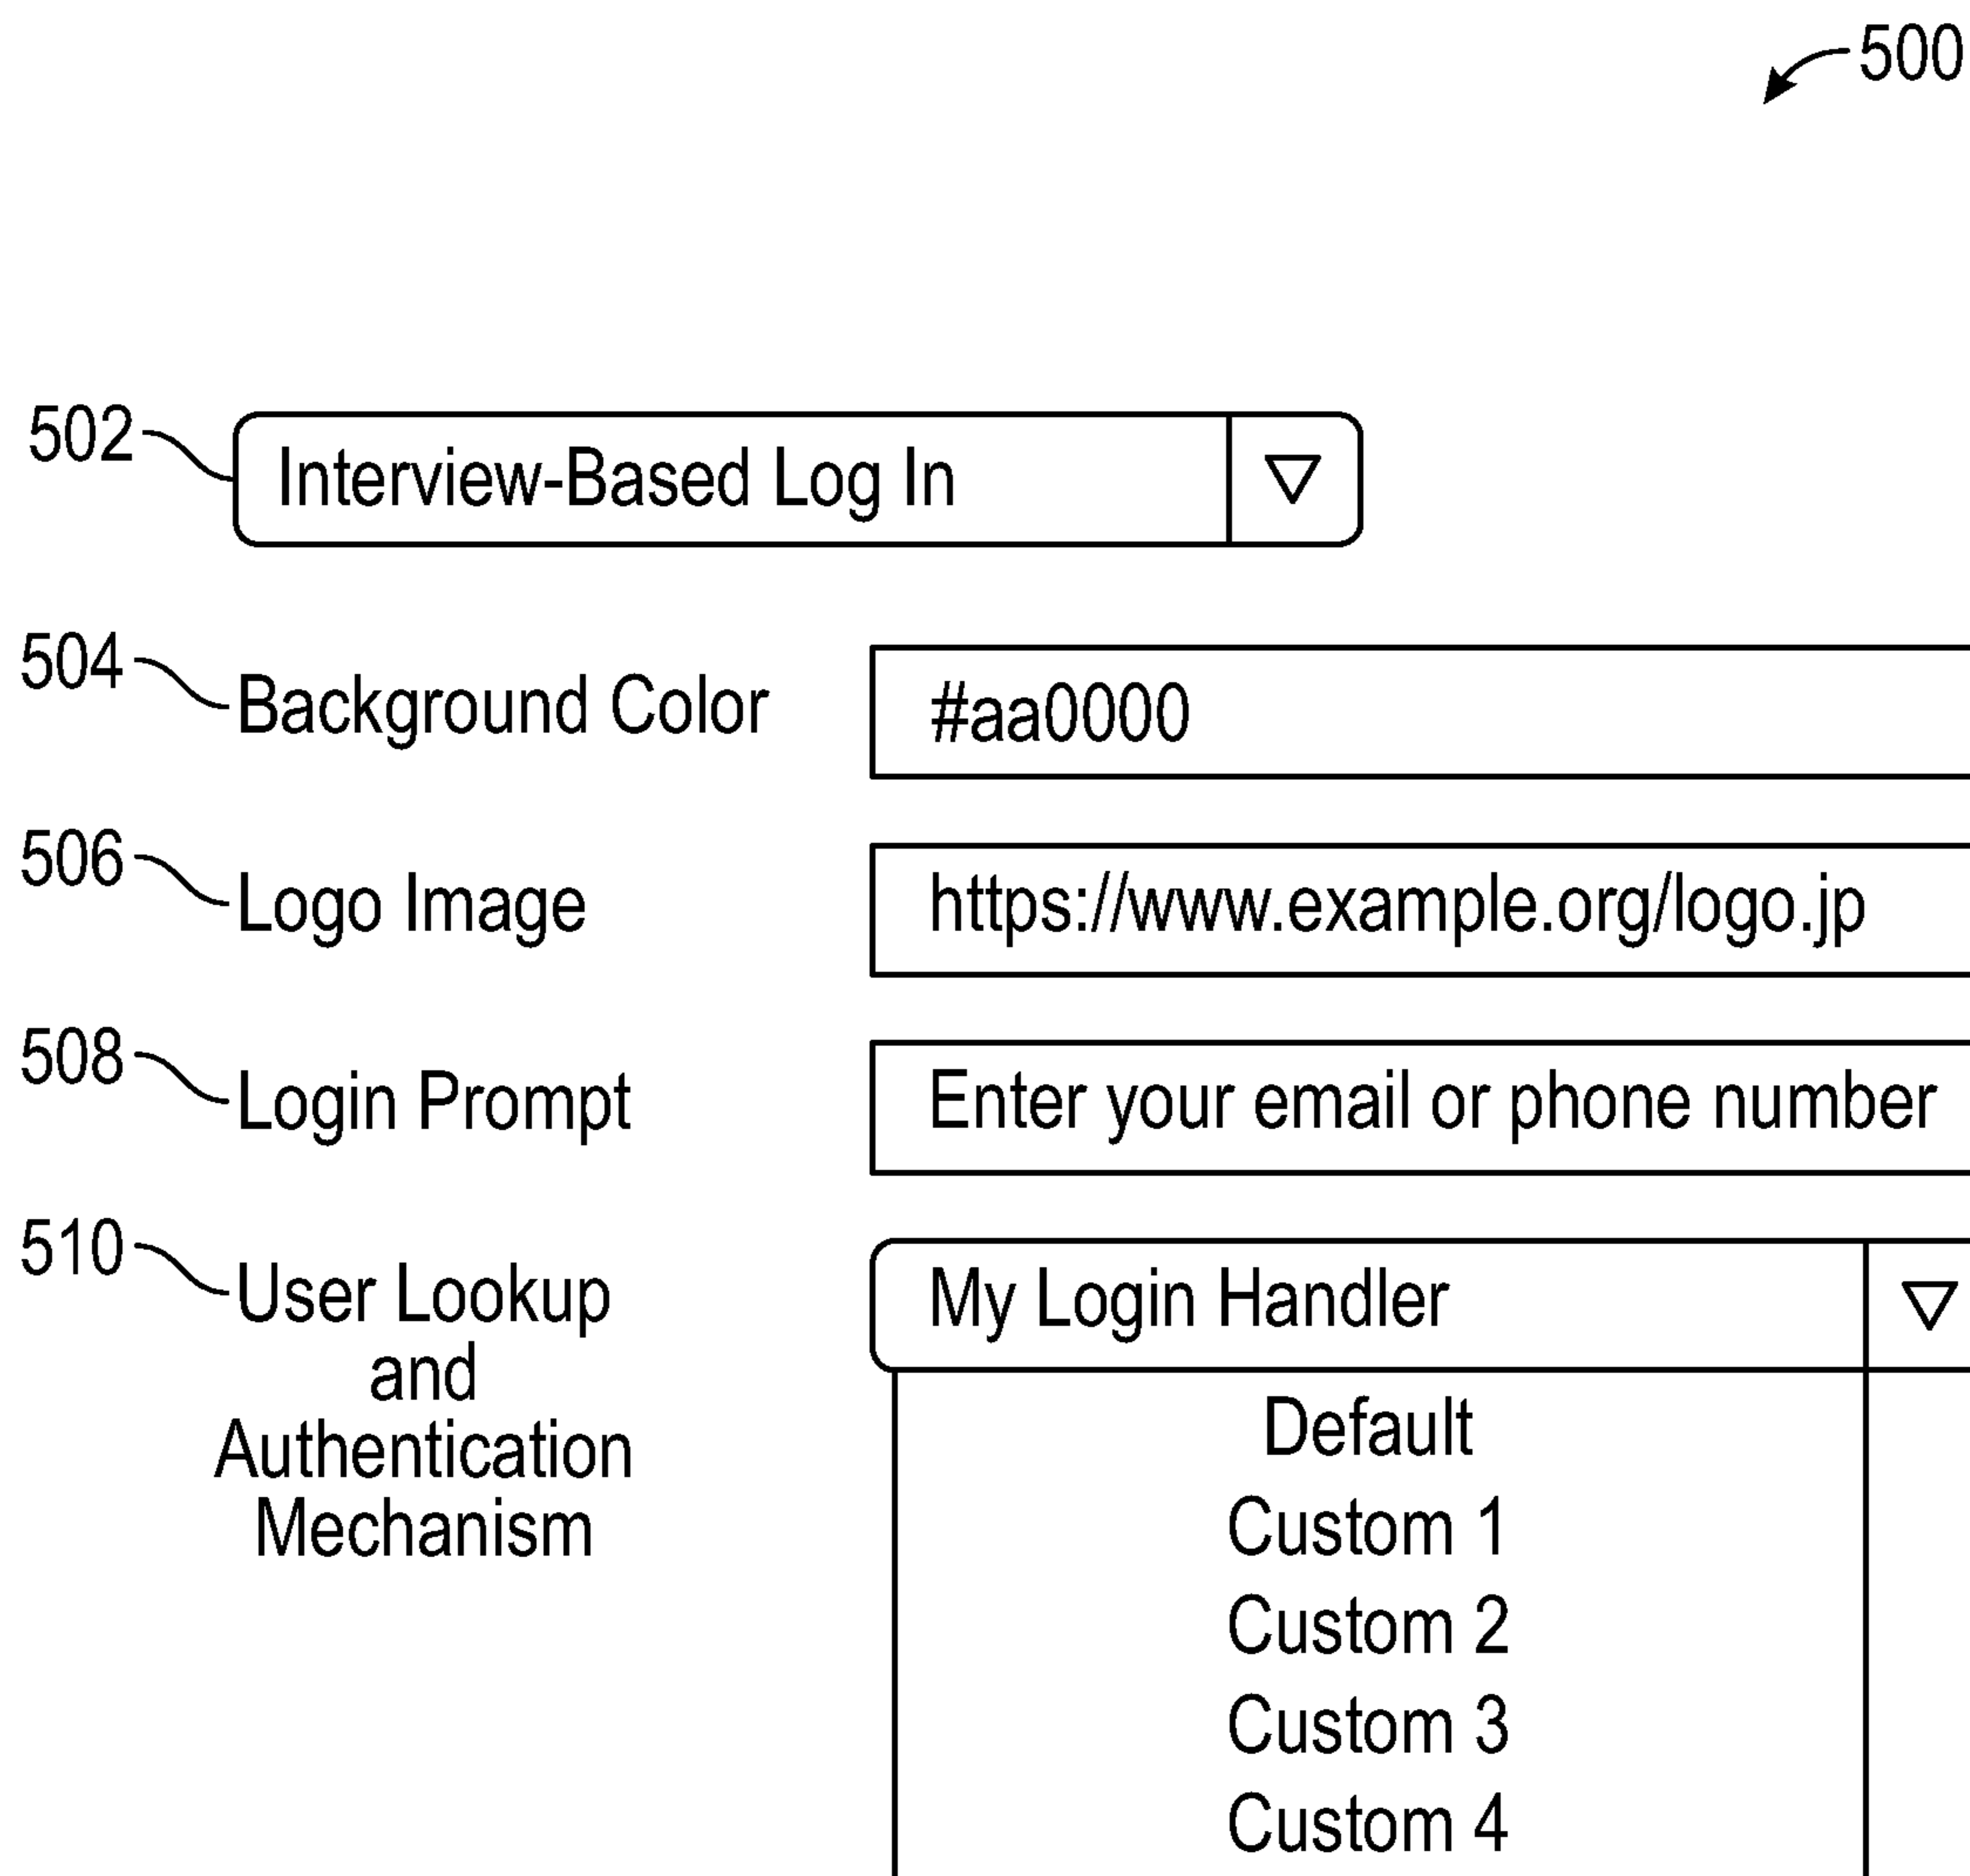 500
502
Interview-Based Log In
504
Background Color
#aa0000
506
Logo Image
https://www.example.org/logo.jp
508
Login Prompt
Enter your email or phone number
510
User Lookup
and
Authentication
Mechanism
My Login Handler
Default
Custom 1
Custom 2
Custom 3
Custom 4